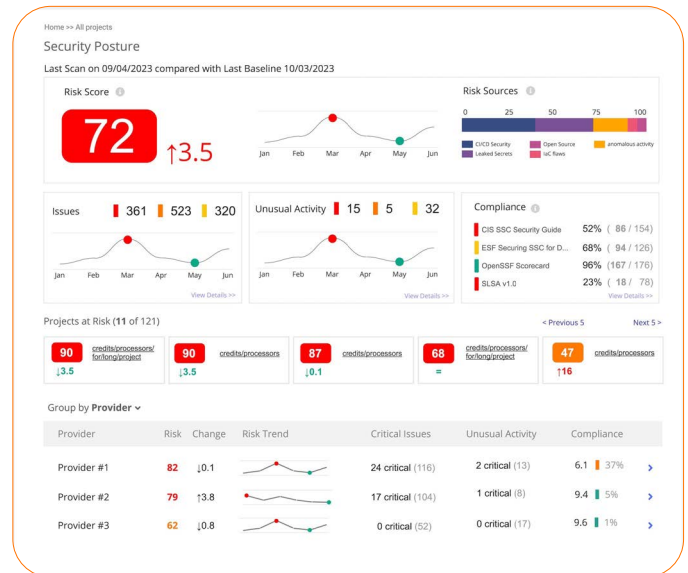 Home >> All projects
Security Posture
Last Scan on 09/04/2023 compared with Last Baseline 10/03/2023
Risk Score
72 ↑3.5
Jan Feb Mar Apr May Jun
Risk Sources
0 25 50 75 100
CI/CD Security Open Source anomalous activity
Leaked Secrets IaC flaws
Issues 361 523 320
Jan Feb Mar Apr May Jun
View Details >>
Unusual Activity 15 5 32
Jan Feb Mar Apr May Jun
View Details >>
Compliance
CIS SSC Security Guide 52% ( 86 / 154)
ESF Securing SSC for D... 68% ( 94 / 126)
OpenSSF Scorecard 96% (167 / 176)
SLSA v1.0 23% ( 18 / 78)
View Details >>
Projects at Risk (11 of 121)
< Previous 5 Next 5 >
90 credits/processors/
for/long/project
↓3.5
90 credits/processors
↓3.5
87 credits/processors
↓0.1
68 credits/processors/
for/long/project
=
47 credits/processors
↑16
Group by Provider
Provider Risk Change Risk Trend Critical Issues Unusual Activity Compliance
Provider #1 82 ↓0.1 24 critical (116) 2 critical (13) 6.1 37% >
Provider #2 79 ↑3.8 17 critical (104) 1 critical (8) 9.4 5% >
Provider #3 62 ↓0.8 0 critical (52) 0 critical (17) 9.6 1% >